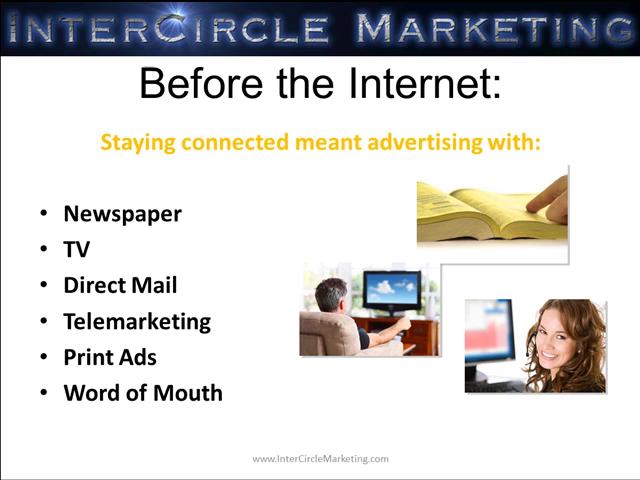 InterCircle Marketing
Before the Internet:
Staying connected meant advertising with:
• Newspaper
• TV
• Direct Mail
• Telemarketing
• Print Ads
• Word of Mouth
www.InterCircleMarketing.com